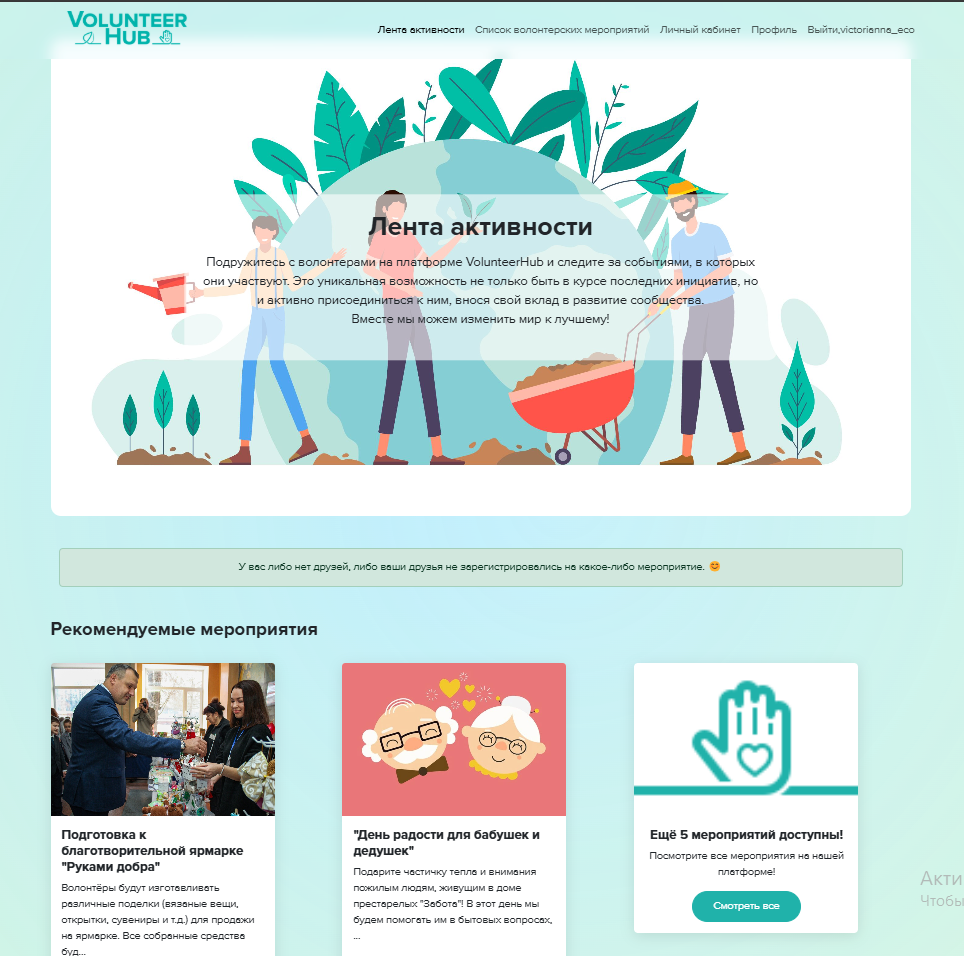 VOLUNTEER
HUB
Лента активности Список волонтерских мероприятий Личный кабинет Профиль Выйти,victorianna_eco
Лента активности
Подружитесь с волонтерами на платформе VolunteerHub и следите за событиями, в которых
они участвуют. Это уникальная возможность не только быть в курсе последних инициатив, но
и активно присоединиться к ним, внося свой вклад в развитие сообщества.
Вместе мы можем изменить мир к лучшему!
У вас либо нет друзей, либо ваши друзья не зарегистрировались на какое-либо мероприятие. 😊
Рекомендуемые мероприятия
Подготовка к
благотворительной ярмарке
"Руками добра"
Волонтёры будут изготавливать
различные поделки (вязаные вещи,
открытки, сувениры и т.д.) для продажи
на ярмарке. Все собранные средства
буд...
"День радости для бабушек и
дедушек"
Подарите частичку тепла и внимания
пожилым людям, живущим в доме
престарелых "Забота"! В этот день мы
будем помогать им в бытовых вопросах,
...
Ещё 5 мероприятий доступны!
Посмотрите все мероприятия на нашей
платформе!
Смотреть все
Акти
Чтобы